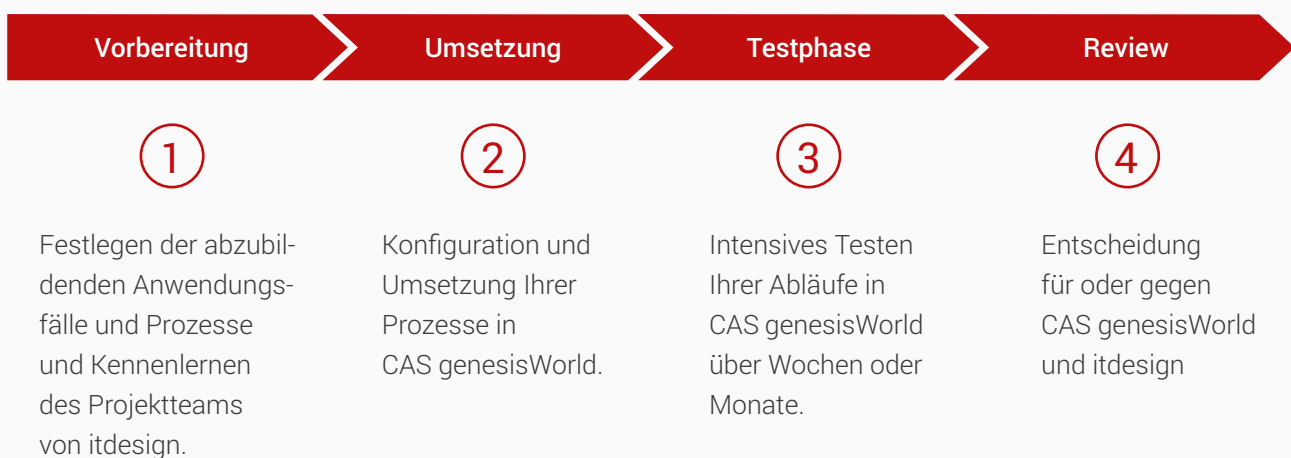 Vorbereitung
Umsetzung
Testphase
Review
1
2
3
4
Festlegen der abzubil-
denden Anwendungs-
fälle und Prozesse
und Kennenlernen
des Projektteams
von itdesign.
Konfiguration und
Umsetzung Ihrer
Prozesse in
CAS genesisWorld.
Intensives Testen
Ihrer Abläufe in
CAS genesisWorld
über Wochen oder
Monate.
Entscheidung
für oder gegen
CAS genesisWorld
und itdesign